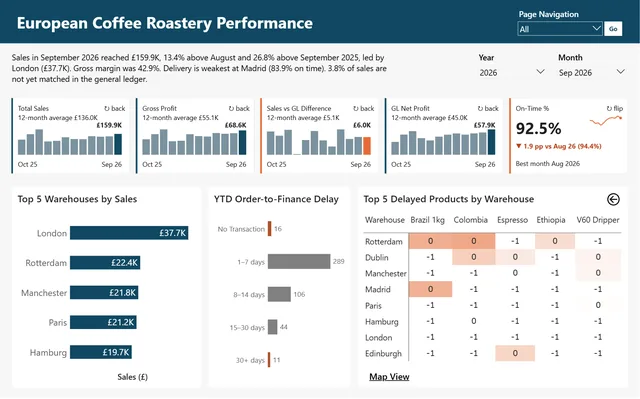 European Coffee Roastery Performance
Page Navigation
All
Go
Sales in September 2026 reached £159.9K, 13.4% above August and 26.8% above September 2025, led by
London (£37.7K). Gross margin was 42.9%. Delivery is weakest at Madrid (83.9% on time). 3.8% of sales are
not yet matched in the general ledger.
Year
Month
2026
Sep 2026
Total Sales
↻ back
12-month average £136.0K
£159.9K
Oct 25
Sep 26
Gross Profit
↻ back
12-month average £55.1K
£68.6K
Oct 25
Sep 26
Sales vs GL Difference
↻ back
12-month average £5.1K
£6.0K
Oct 25
Sep 26
GL Net Profit
↻ back
12-month average £45.0K
£57.9K
Oct 25
Sep 26
On-Time %
↻ flip
92.5%
▼ 1.9 pp vs Aug 26 (94.4%)
Best month Aug 2026
Top 5 Warehouses by Sales
London £37.7K
Rotterdam £22.4K
Manchester £21.8K
Paris £21.2K
Hamburg £19.7K
Sales (£)
YTD Order-to-Finance Delay
No Transaction 16
1–7 days 289
8–14 days 106
15–30 days 44
30+ days 11
Top 5 Delayed Products by Warehouse
Warehouse Brazil 1kg Colombia Espresso Ethiopia V60 Dripper
Rotterdam 0 0 -1 0 -1
Dublin -1 0 0 -1 0
Manchester -1 -1 0 -1 0
Madrid 0 -1 -1 -1 -1
Paris -1 -1 -1 -1 0
Hamburg -1 0 -1 -1 -1
London -1 -1 -1 -1 -1
Edinburgh -1 -1 0 -1 -1
Map View